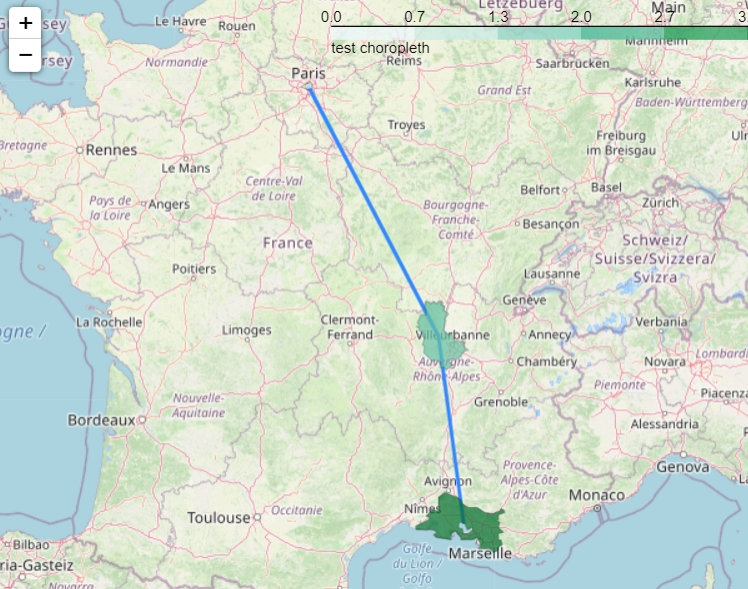 +
−
Le Havre
Rouen
Letzebuerg
Main
0.0 0.7 1.3 2.0 2.7 3
test choropleth
Reims
Mannheim
Saarbrücken
Normandie
Paris
Grand Est
Karlsruhe
Baden-Württemberg
Troyes
Freiburg
im Breisgau
Rennes
Le Mans
Centre-Val
de Loire
Belfort
Basel
Zürich
Pays de
la Loire
Angers
Bourgogne-
Franche-
Comté
Besançon
France
Schweiz/
Suisse/Svizzera/
Svizra
Poitiers
Lausanne
Genève
La Rochelle
Limoges
Clermont-
Ferrand
Villeurbanne
Auvergne-
Rhône-Alpes
Annecy
Chambéry
Verbania
Novara
Piemonte
Nouvelle-
Aquitaine
Grenoble
Bordeaux
Alessandria
Genova
Provence-
Alpes-Côte
d'Azur
Avignon
Nîmes
Monaco
Toulouse
Occitanie
Marseille
Golfe
du Lion /
Golfo
Bilbao